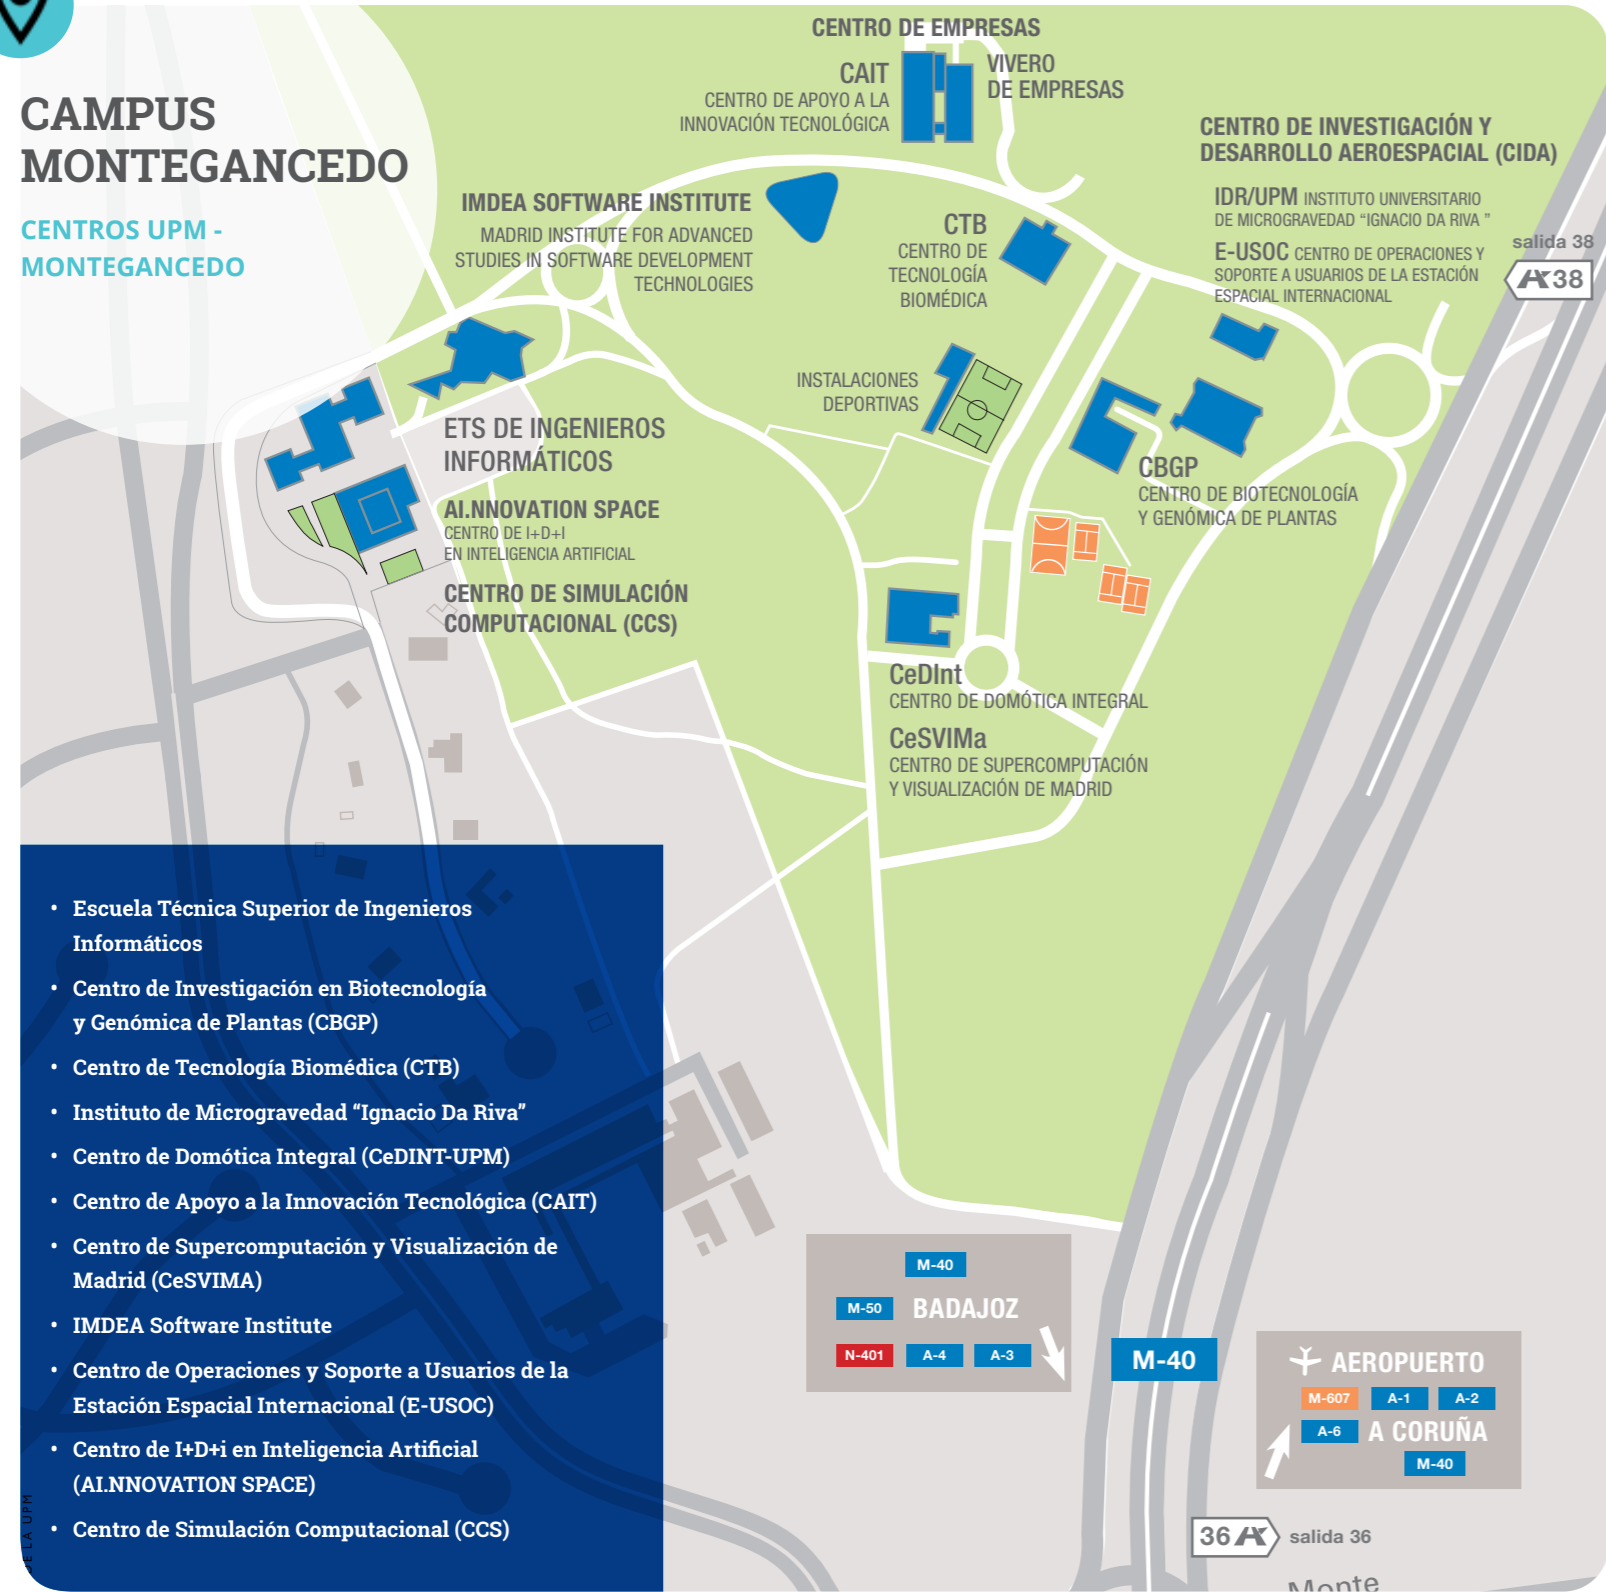 CAMPUS
MONTEGANCEDO
CENTROS UPM -
MONTEGANCEDO
CENTRO DE EMPRESAS
CAIT
CENTRO DE APOYO A LA
INNOVACIÓN TECNOLÓGICA
VIVERO
DE EMPRESAS
CENTRO DE INVESTIGACIÓN Y
DESARROLLO AEROESPACIAL (CIDA)
IDR/UPM INSTITUTO UNIVERSITARIO
DE MICROGRAVEDAD “IGNACIO DA RIVA ”
E-USOC CENTRO DE OPERACIONES Y
SOPORTE A USUARIOS DE LA ESTACIÓN
ESPACIAL INTERNACIONAL
salida 38
38
IMDEA SOFTWARE INSTITUTE
MADRID INSTITUTE FOR ADVANCED
STUDIES IN SOFTWARE DEVELOPMENT
TECHNOLOGIES
CTB
CENTRO DE
TECNOLOGÍA
BIOMÉDICA
INSTALACIONES
DEPORTIVAS
ETS DE INGENIEROS
INFORMÁTICOS
AI.NNOVATION SPACE
CENTRO DE I+D+I
EN INTELIGENCIA ARTIFICIAL
CENTRO DE SIMULACIÓN
COMPUTACIONAL (CCS)
CBGP
CENTRO DE BIOTECNOLOGÍA
Y GENÓMICA DE PLANTAS
CeDInt
CENTRO DE DOMÓTICA INTEGRAL
CeSVIMa
CENTRO DE SUPERCOMPUTACIÓN
Y VISUALIZACIÓN DE MADRID
• Escuela Técnica Superior de Ingenieros
Informáticos
• Centro de Investigación en Biotecnología
y Genómica de Plantas (CBGP)
• Centro de Tecnología Biomédica (CTB)
• Instituto de Microgravedad “Ignacio Da Riva”
• Centro de Domótica Integral (CeDINT-UPM)
• Centro de Apoyo a la Innovación Tecnológica (CAIT)
• Centro de Supercomputación y Visualización de
Madrid (CeSVIMA)
• IMDEA Software Institute
• Centro de Operaciones y Soporte a Usuarios de la
Estación Espacial Internacional (E-USOC)
• Centro de I+D+i en Inteligencia Artificial
(AI.NNOVATION SPACE)
• Centro de Simulación Computacional (CCS)
DE LA UPM
M-40
M-50 BADAJOZ
N-401 A-4 A-3
M-40
AEROPUERTO
M-607 A-1 A-2
A-6 A CORUÑA
M-40
36 salida 36
Monte